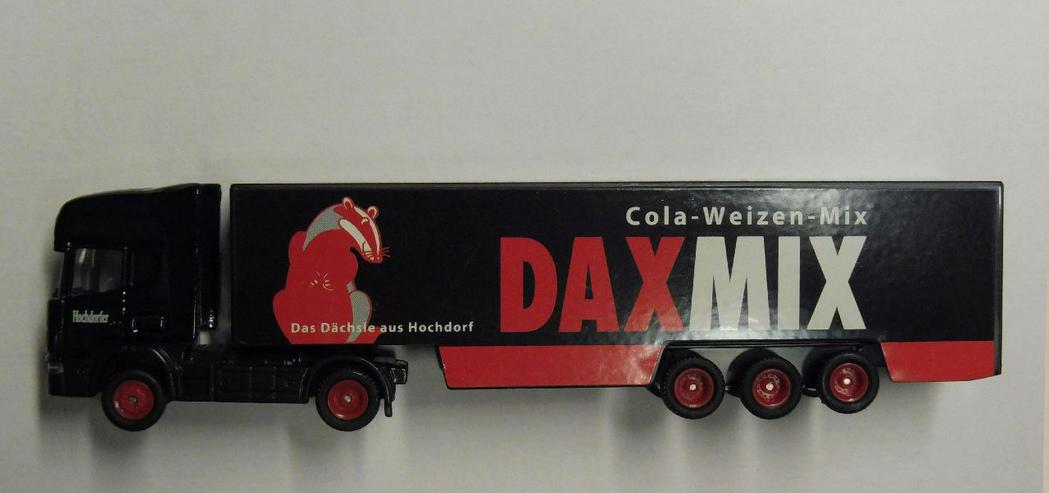 Cola-Weizen-Mix
DAXMIX
Das Dächsle aus Hochdorf
Hochdorfer